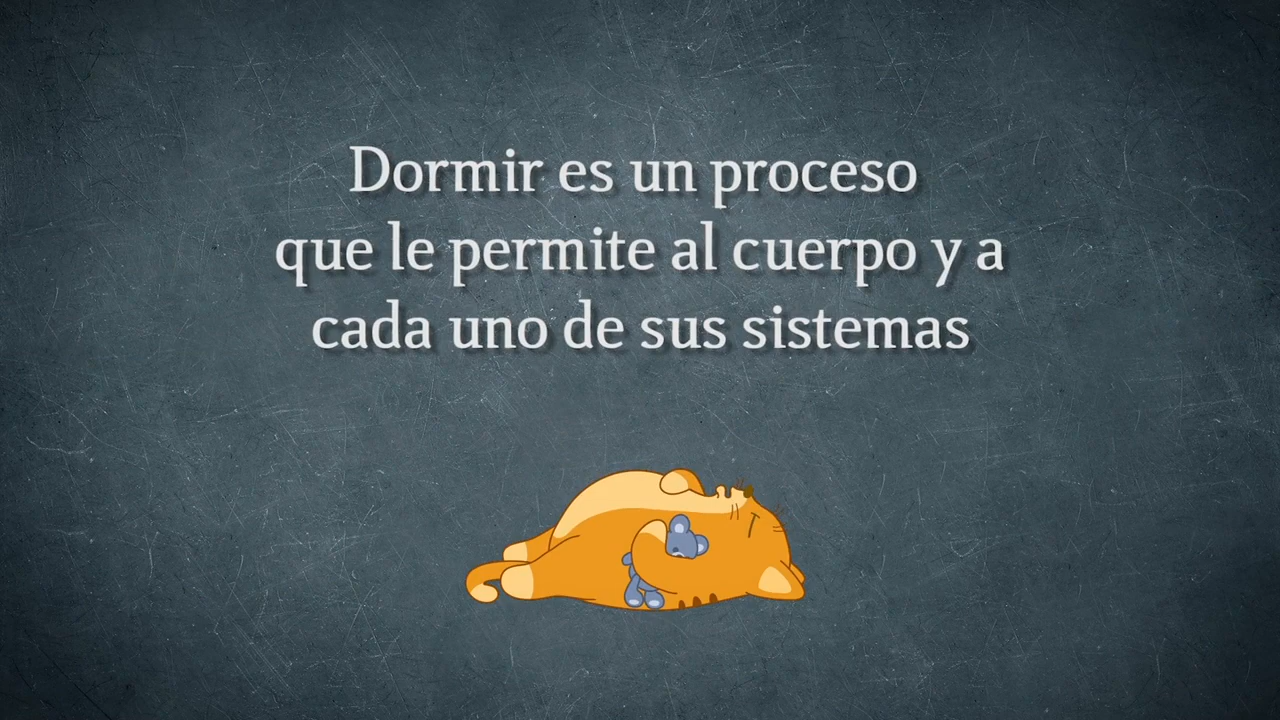 Dormir es un proceso
que le permite al cuerpo y a
cada uno de sus sistemas